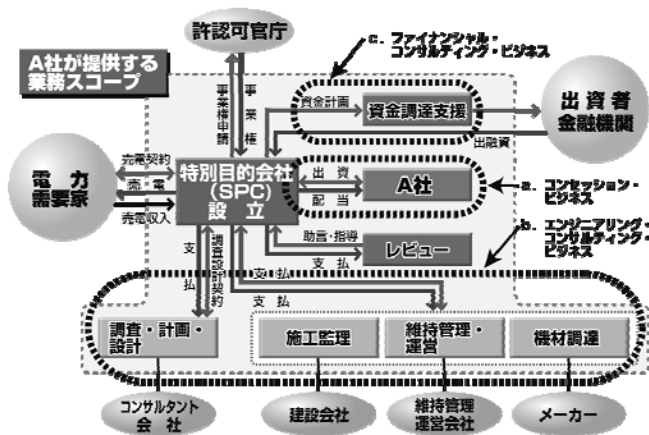 許認可官庁
c. ファイナンシャル・
コンサルティング・ビジネス
A社が提供する
業務スコープ
事業権申請
事業権
資金計画
資金調達支援
出資者
金融機関
出融資
電力
需要家
売電契約
売電
売電収入
特別目的会社
(SPC)
設立
出資
配当
A社
a. コンセッション・
ビジネス
b. エンジニアリング・
コンサルティング・
ビジネス
助言・指導
支払
レビュー
支払
調査設計契約
支払
支払
調査・計画・
設計
施工監理
維持管理・
運営
機材調達
コンサルタント
会社
建設会社
維持管理
運営会社
メーカー